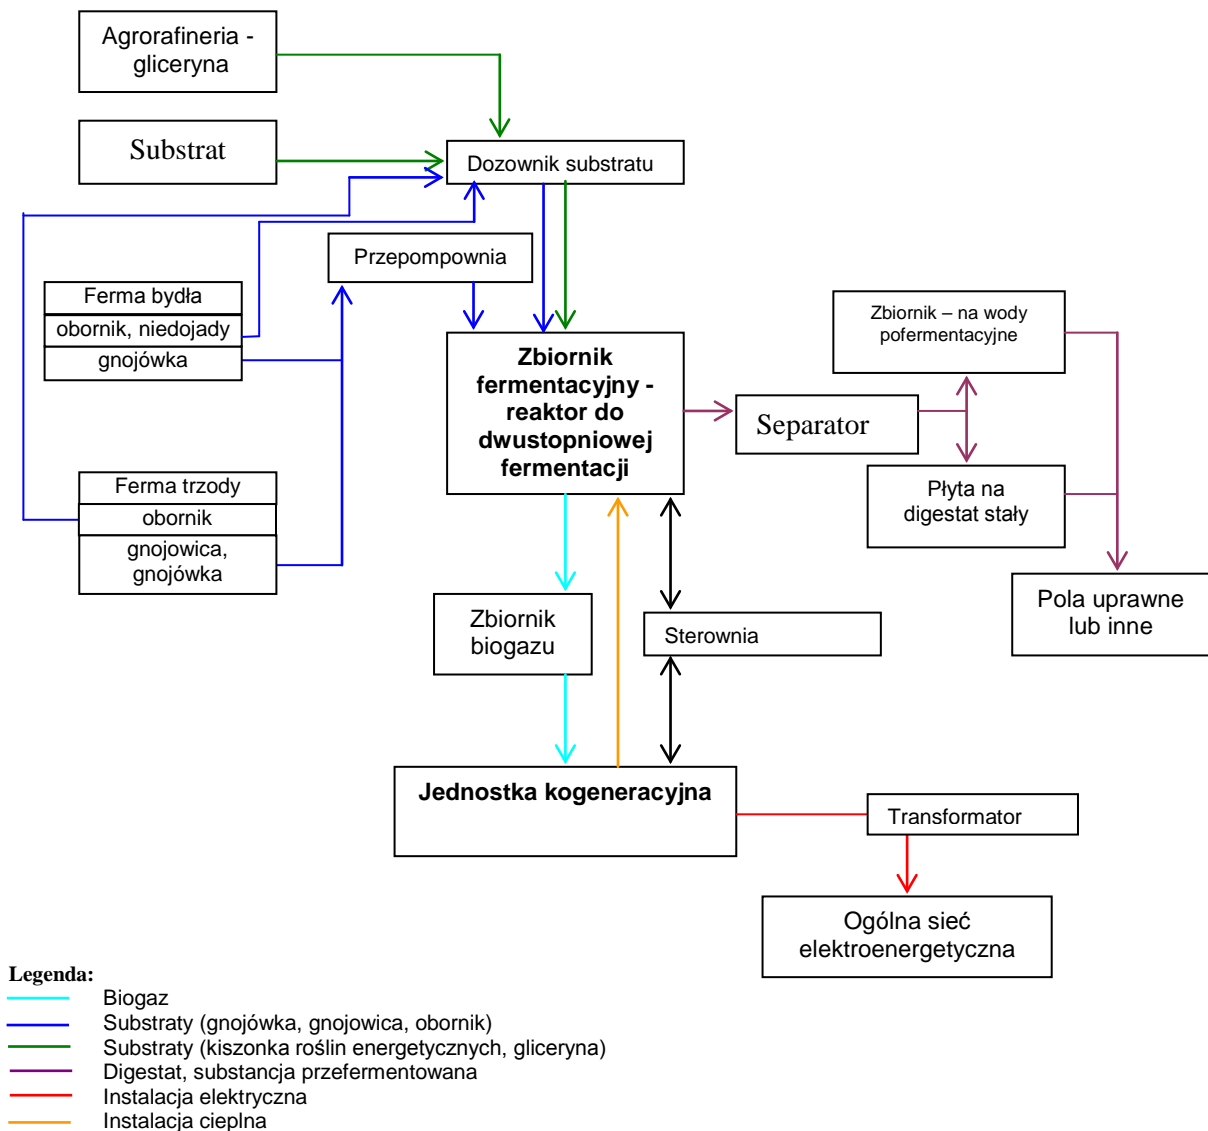 Agrorafineria -
gliceryna
Substrat
Dozownik substratu
Przepompownia
Ferma bydła
obornik, niedojady
gnojówka
Zbiornik – na wody
pofermentacyjne
Zbiornik
fermentacyjny -
reaktor do
dwustopniowej
fermentacji
Separator
Płyta na
digestat stały
Ferma trzody
obornik
gnojowica,
gnojówka
Pola uprawne
lub inne
Zbiornik
biogazu
Sterownia
Jednostka kogeneracyjna
Transformator
Ogólna sieć
elektroenergetyczna
Legenda:
Biogaz
Substraty (gnojówka, gnojowica, obornik)
Substraty (kiszonka roślin energetycznych, gliceryna)
Digestat, substancja przefermentowana
Instalacja elektryczna
Instalacja cieplna